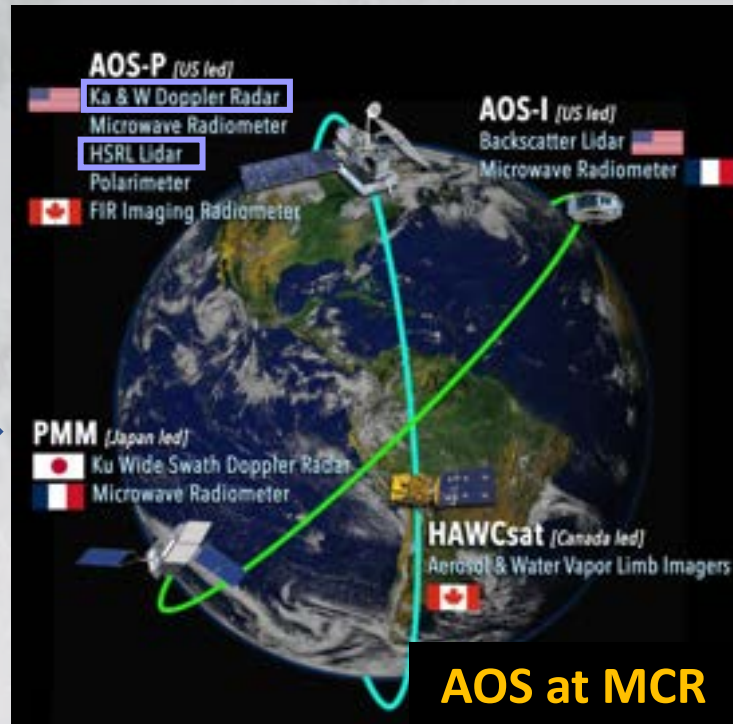 AOS-P [US led]
Ka & W Doppler Radar
Microwave Radiometer
HSRL Lidar
Polarimeter
FIR Imaging Radiometer
AOS-I [US led]
Backscatter Lidar
Microwave Radiometer
PMM [Japan led]
Ku Wide Swath Doppler Radar
Microwave Radiometer
HAWCsat [Canada led]
Aerosol & Water Vapor Limb Imagers
AOS at MCR